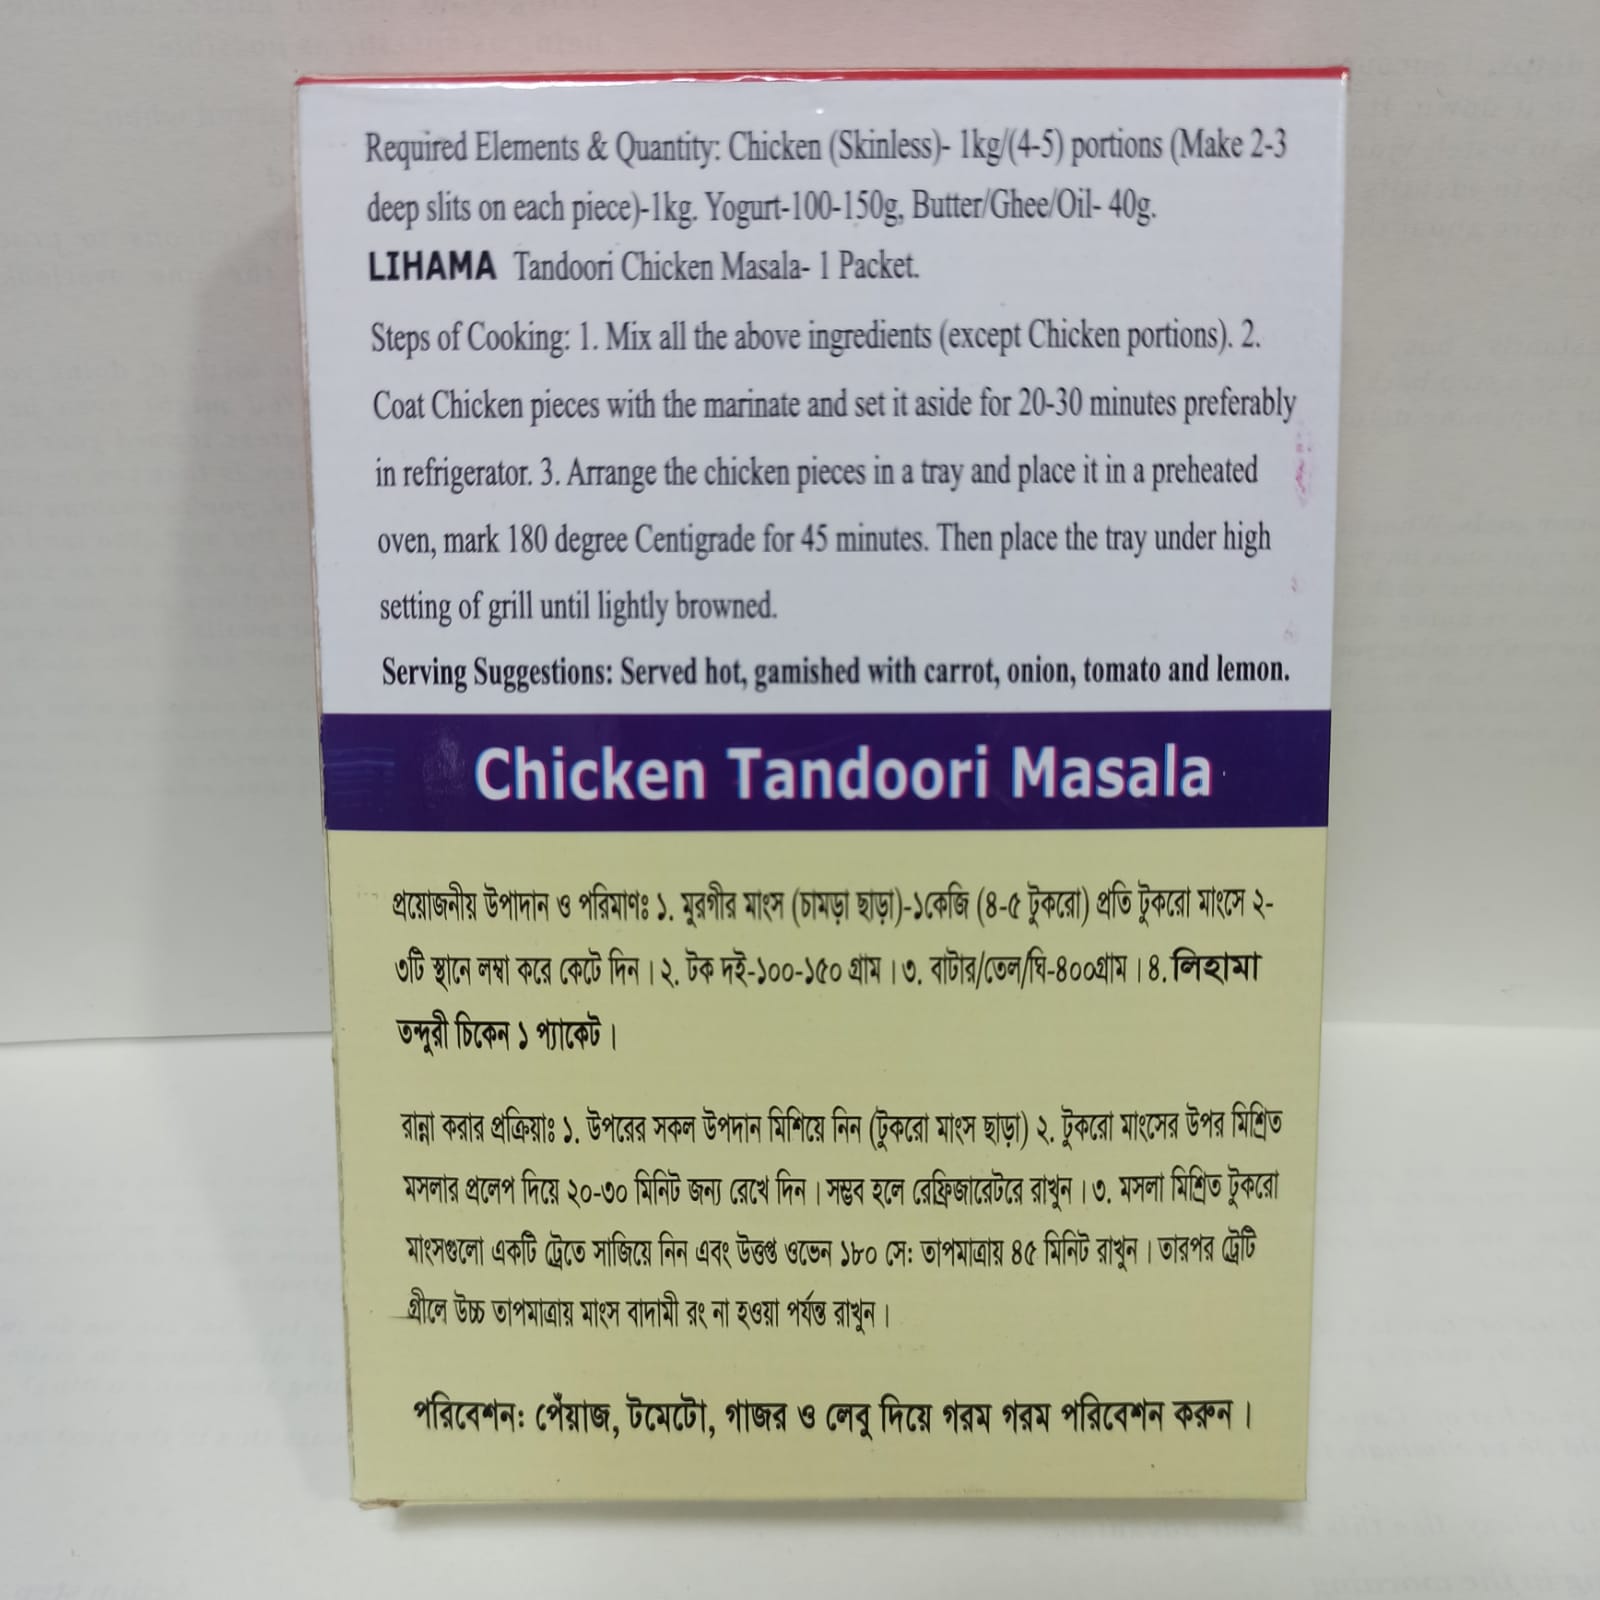 Required Elements & Quantity: Chicken (Skinless)- 1kg/(4-5) portions (Make 2-3
deep slits on each piece)-1kg. Yogurt-100-150g, Butter/Ghee/Oil- 40g.
LIHAMA Tandoori Chicken Masala- 1 Packet.
Steps of Cooking: 1. Mix all the above ingredients (except Chicken portions). 2.
Coat Chicken pieces with the marinate and set it aside for 20-30 minutes preferably
in refrigerator. 3. Arrange the chicken pieces in a tray and place it in a preheated
oven, mark 180 degree Centigrade for 45 minutes. Then place the tray under high
setting of grill until lightly browned.
Serving Suggestions: Served hot, gamished with carrot, onion, tomato and lemon.
Chicken Tandoori Masala
প্রয়োজনীয় উপাদান ও পরিমাণঃ ১. মুরগীর মাংস (চামড়া ছাড়া)-১কেজি (৪-৫ টুকরো) প্রতি টুকরো মাংসে ২-
৩টি স্থানে লম্বা করে কেটে দিন। ২. টক দই-১০০-১৫০ গ্রাম। ৩. বাটার/তেল/ঘি-৪০০গ্রাম। ৪. লিহামা
তন্দুরী চিকেন ১ প্যাকেট।
রান্না করার প্রক্রিয়াঃ ১. উপরের সকল উপদান মিশিয়ে নিন (টুকরো মাংস ছাড়া) ২. টুকরো মাংসের উপর মিশ্রিত
মসলার প্রলেপ দিয়ে ২০-৩০ মিনিট জন্য রেখে দিন। সম্ভব হলে রেফ্রিজারেটরে রাখুন। ৩. মসলা মিশ্রিত টুকরো
মাংসগুলো একটি ট্রেতে সাজিয়ে নিন এবং উত্তপ্ত ওভেন ১৮০ সে: তাপমাত্রায় ৪৫ মিনিট রাখুন। তারপর ট্রেটি
গ্রীলে উচ্চ তাপমাত্রায় মাংস বাদামী রং না হওয়া পর্যন্ত রাখুন।
পরিবেশন: পেঁয়াজ, টমেটো, গাজর ও লেবু দিয়ে গরম গরম পরিবেশন করুন।